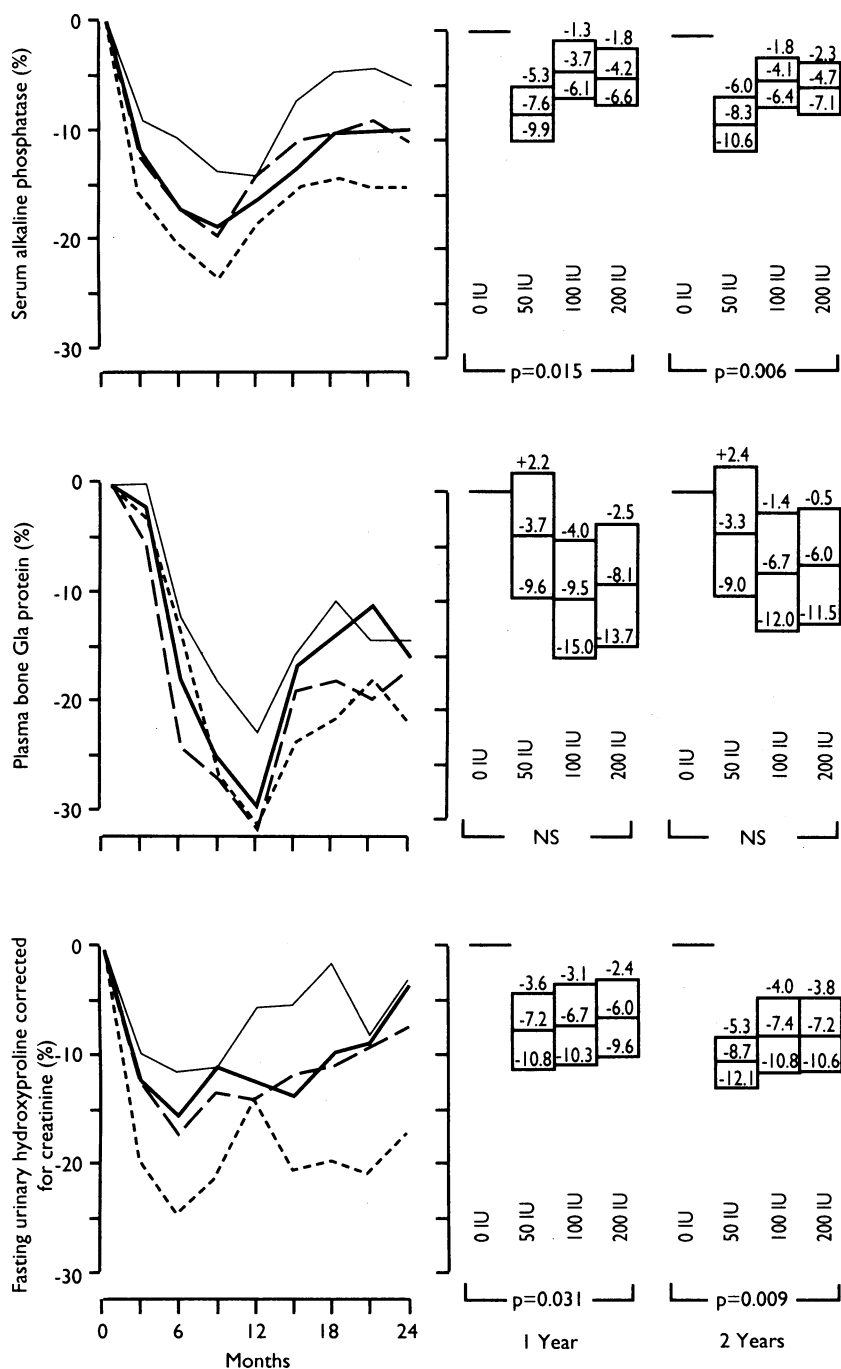 Serum alkaline phosphatase (%)
0
-10
-20
-30
-5.3
-7.6
-9.9
-1.3
-3.7
-6.1
-1.8
-4.2
-6.6
0 IU
50 IU
100 IU
200 IU
p=0.015
-6.0
-8.3
-10.6
-1.8
-4.1
-6.4
-2.3
-4.7
-7.1
0 IU
50 IU
100 IU
200 IU
p=0.006
Plasma bone Gla protein (%)
0
-10
-20
-30
+2.2
-3.7
-9.6
-4.0
-9.5
-15.0
-2.5
-8.1
-13.7
0 IU
50 IU
100 IU
200 IU
NS
+2.4
-3.3
-9.0
-1.4
-6.7
-12.0
-0.5
-6.0
-11.5
0 IU
50 IU
100 IU
200 IU
NS
Fasting urinary hydroxyproline corrected
for creatinine (%)
0
-10
-20
-30
-3.6
-7.2
-10.8
-3.1
-6.7
-10.3
-2.4
-6.0
-9.6
0 IU
50 IU
100 IU
200 IU
p=0.031
-5.3
-8.7
-12.1
-4.0
-7.4
-10.8
-3.8
-7.2
-10.6
0 IU
50 IU
100 IU
200 IU
p=0.009
0 6 12 18 24
Months
1 Year
2 Years